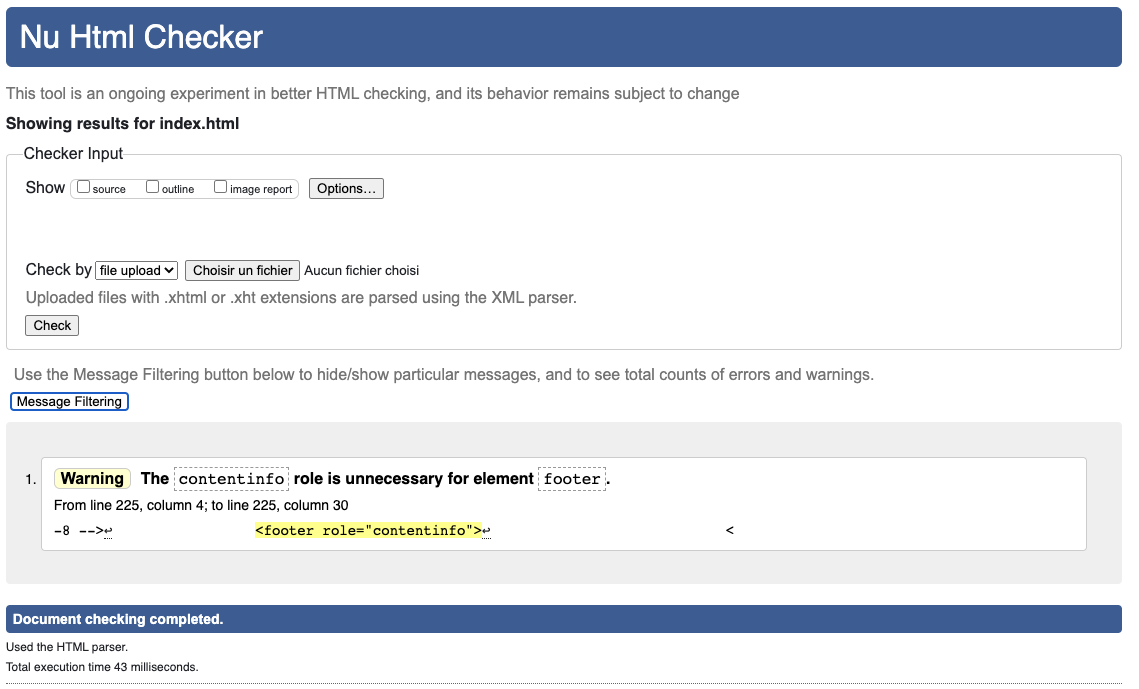 Nu Html Checker
This tool is an ongoing experiment in better HTML checking, and its behavior remains subject to change
Showing results for index.html
Checker Input
Show source outline image report Options…
Check by file upload Choisir un fichier Aucun fichier choisi
Uploaded files with .xhtml or .xht extensions are parsed using the XML parser.
Check
Use the Message Filtering button below to hide/show particular messages, and to see total counts of errors and warnings.
Message Filtering
1. Warning The contentinfo role is unnecessary for element footer.
From line 225, column 4; to line 225, column 30
-8 -->↩ <footer role="contentinfo">↩ <
Document checking completed.
Used the HTML parser.
Total execution time 43 milliseconds.